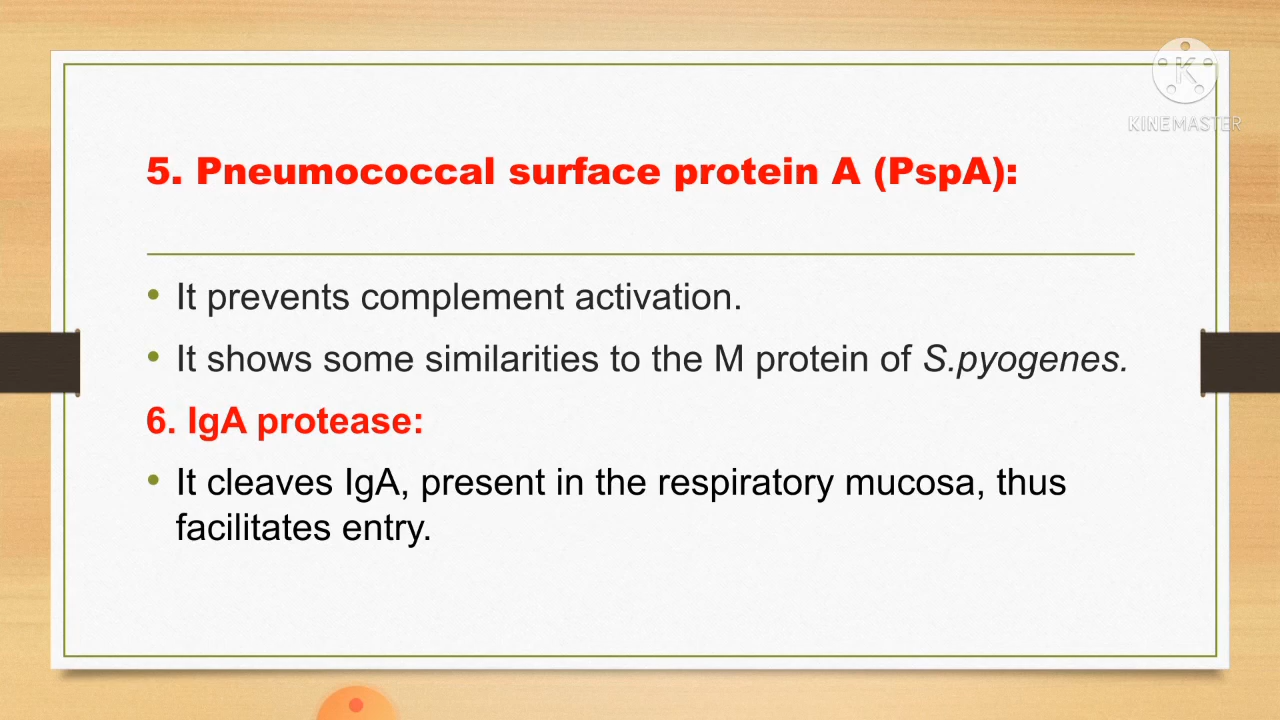 K
KINEMASTER
5. Pneumococcal surface protein A (PspA):
• It prevents complement activation.
• It shows some similarities to the M protein of S.pyogenes.
6. IgA protease:
• It cleaves IgA, present in the respiratory mucosa, thus
facilitates entry.